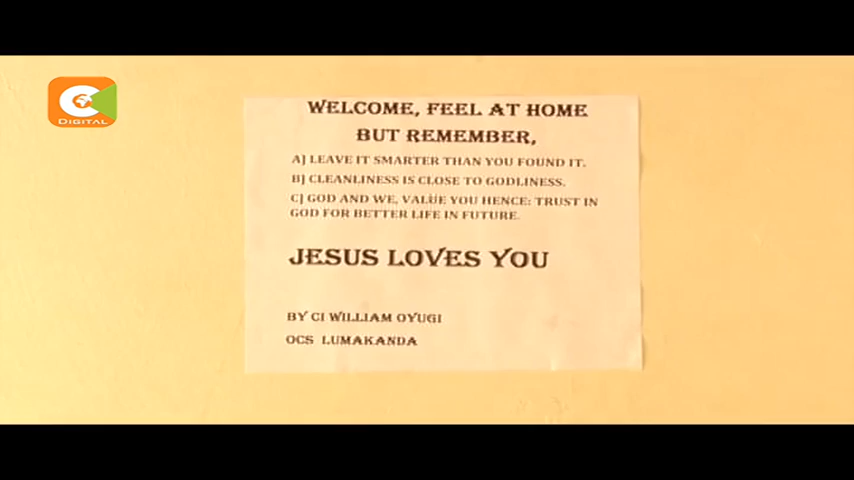 C
DIGITAL
WELCOME, FEEL AT HOME
BUT REMEMBER,
A] LEAVE IT SMARTER THAN YOU FOUND IT.
B] CLEANLINESS IS CLOSE TO GODLINESS.
C] GOD AND WE, VALUE YOU HENCE: TRUST IN
GOD FOR BETTER LIFE IN FUTURE.
JESUS LOVES YOU
BY CI WILLIAM OYUGI
OCS LUMAKANDA